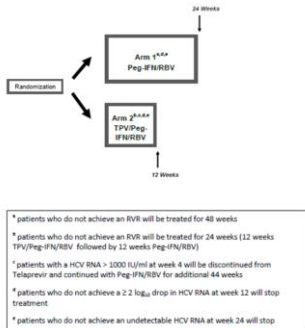 24 Weeks
Arm 1
Peg-IFN/RBV
Randomization
Arm 2
TPV/Peg-
IFN/RBV
12 Weeks
patients who do not achieve an RVR will be treated for 48 weeks
patients who do not achieve an RVR will be treated for 24 weeks (12 weeks
TPV/Peg-IFN/RBV followed by 12 weeks Peg-IFN/RBV)
patients with a HCV RNA > 1000 IU/ml at week 4 will be discontinued from
Telaprevir and continued with Peg-IFN/RBV for additional 44
weeks
patients who do not achieve a ≥ 2 log₁₀ drop in HCV RNA at week 12 will stop
treatment
patients who do not achieve an undetectable HCV RNA at week 24 will stop